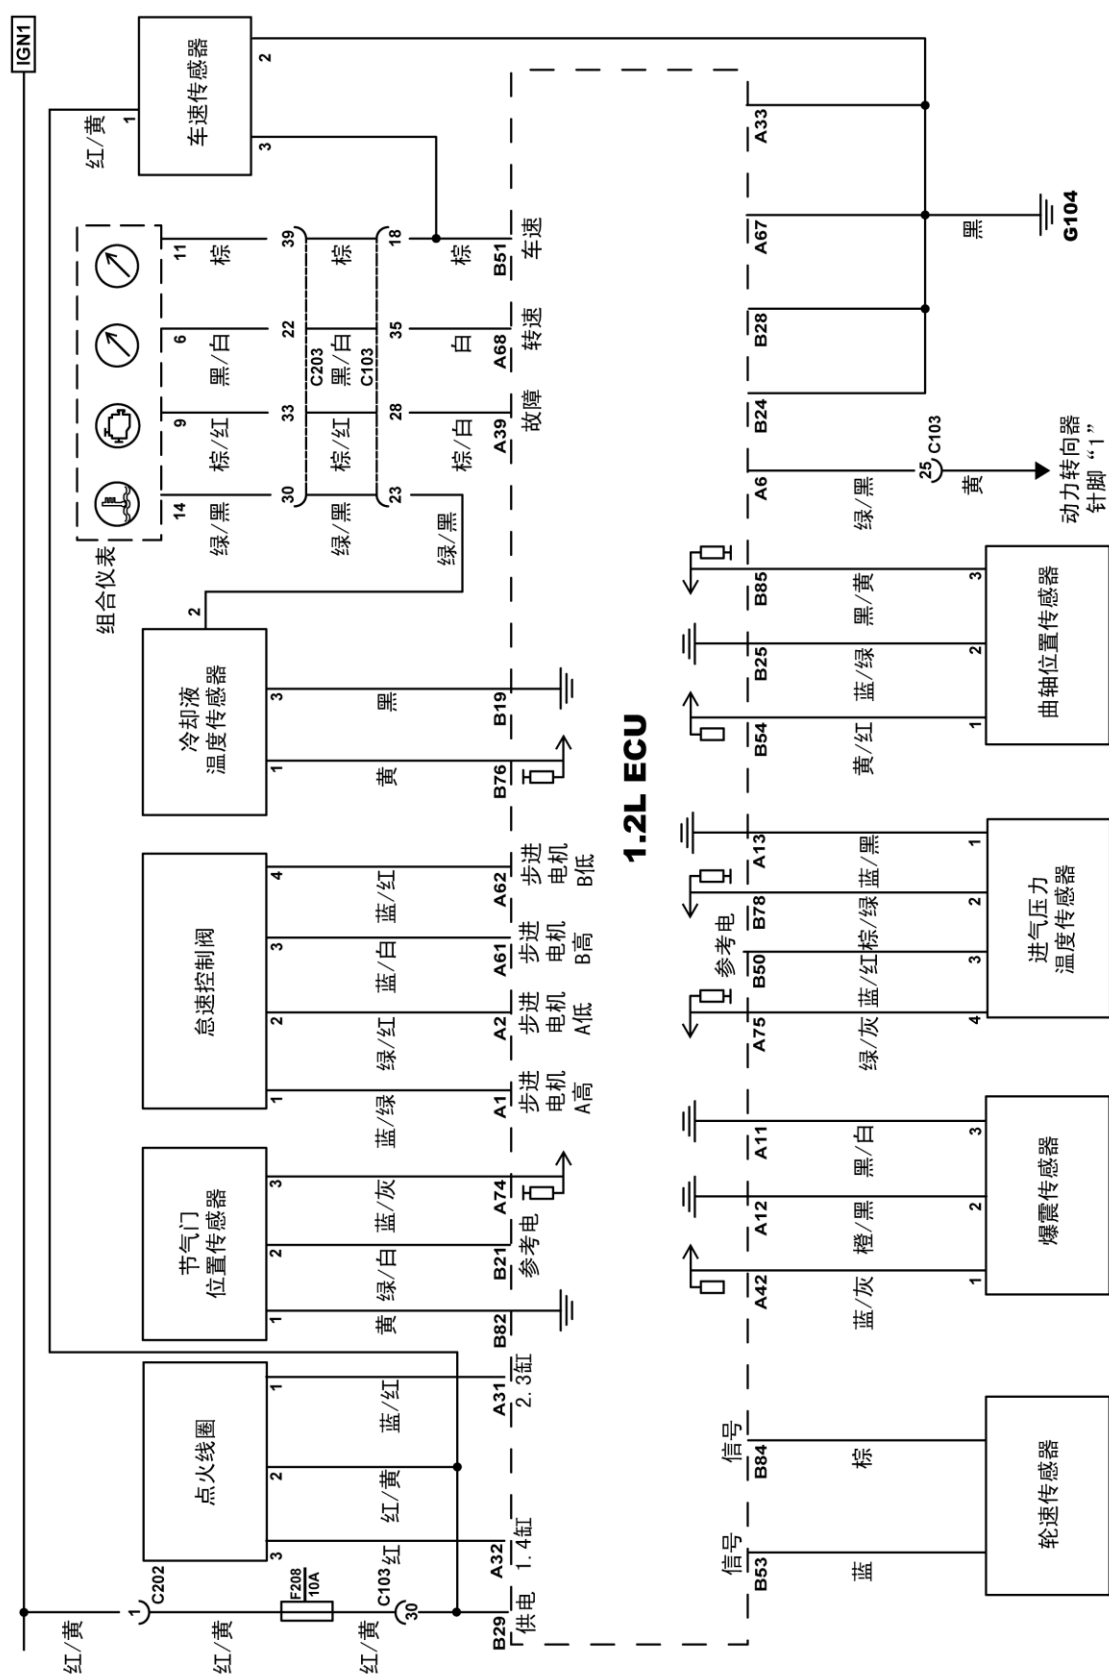 IGN1
红/黄
1
C202
红/黄
F208
10A
红/黄
C103
30
B29
供电
点火线圈
3
2
1
红
红/黄
蓝/红
A32
A31
1.4缸
2.3缸
节气门
位置传感器
1
2
3
黄
绿/白
蓝/灰
B82
B21
A74
参考电
怠速控制阀
1
2
3
4
蓝/绿
绿/红
蓝/白
蓝/红
A1
A2
A61
A62
步进
电机
A高
步进
电机
A低
步进
电机
B高
步进
电机
B低
冷却液
温度传感器
1
3
2
黄
黑
绿/黑
B76
B19
组合仪表
14
9
6
11
绿/黑
棕/红
黑/白
棕
30
33
22
39
C203
绿/黑
棕/红
黑/白
棕
C103
23
28
35
18
棕/白
白
棕
A39
A68
B51
故障
转速
车速
车速传感器
1
红/黄
3
2
1.2L ECU
信号
信号
B53
B84
蓝
棕
轮速传感器
A42
A12
A11
蓝/灰
橙/黑
黑/白
1
2
3
爆震传感器
参考电
A75
B50
B78
A13
绿/灰
蓝/红
棕/绿
蓝/黑
4
3
2
1
进气压力
温度传感器
B54
B25
B85
黄/红
蓝/绿
黑/黄
1
2
3
曲轴位置传感器
A6
绿/黑
25
C103
黄
动力转向器
针脚“1”
B24
B28
A67
A33
黑
G104